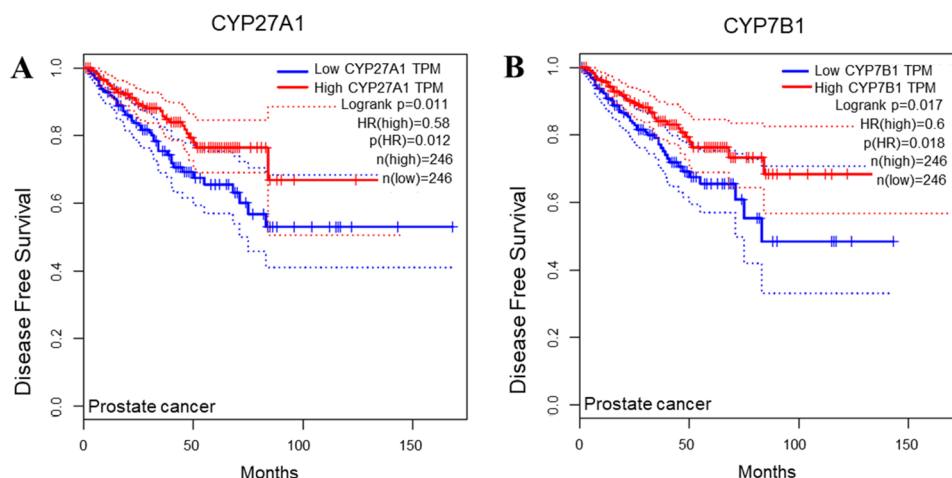 CYP27A1
A
Low CYP27A1 TPM
High CYP27A1 TPM
Logrank p=0.011
HR(high)=0.58
p(HR)=0.012
n(high)=246
n(low)=246
Disease Free Survival
1.0
0.8
0.6
0.4
0.2
0.0
Prostate cancer
0 50 100 150
Months
CYP7B1
B
Low CYP7B1 TPM
High CYP7B1 TPM
Logrank p=0.017
HR(high)=0.6
p(HR)=0.018
n(high)=246
n(low)=246
Disease Free Survival
1.0
0.8
0.6
0.4
0.2
0.0
Prostate cancer
0 50 100 150
Months